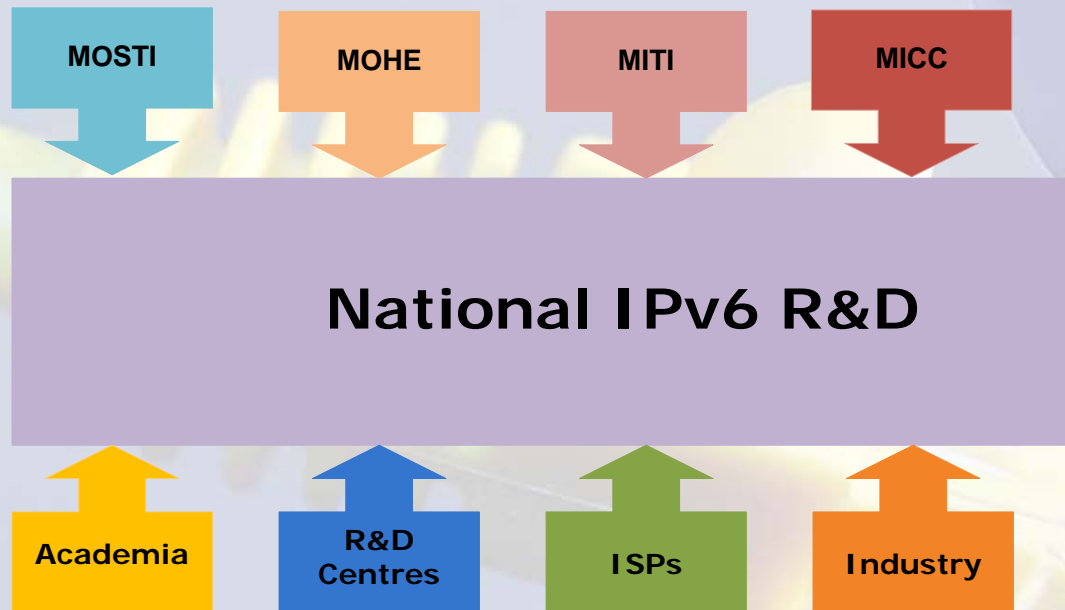 MOSTI
MOHE
MITI
MICC
National IPv6 R&D
Academia
R&D
Centres
ISPs
Industry